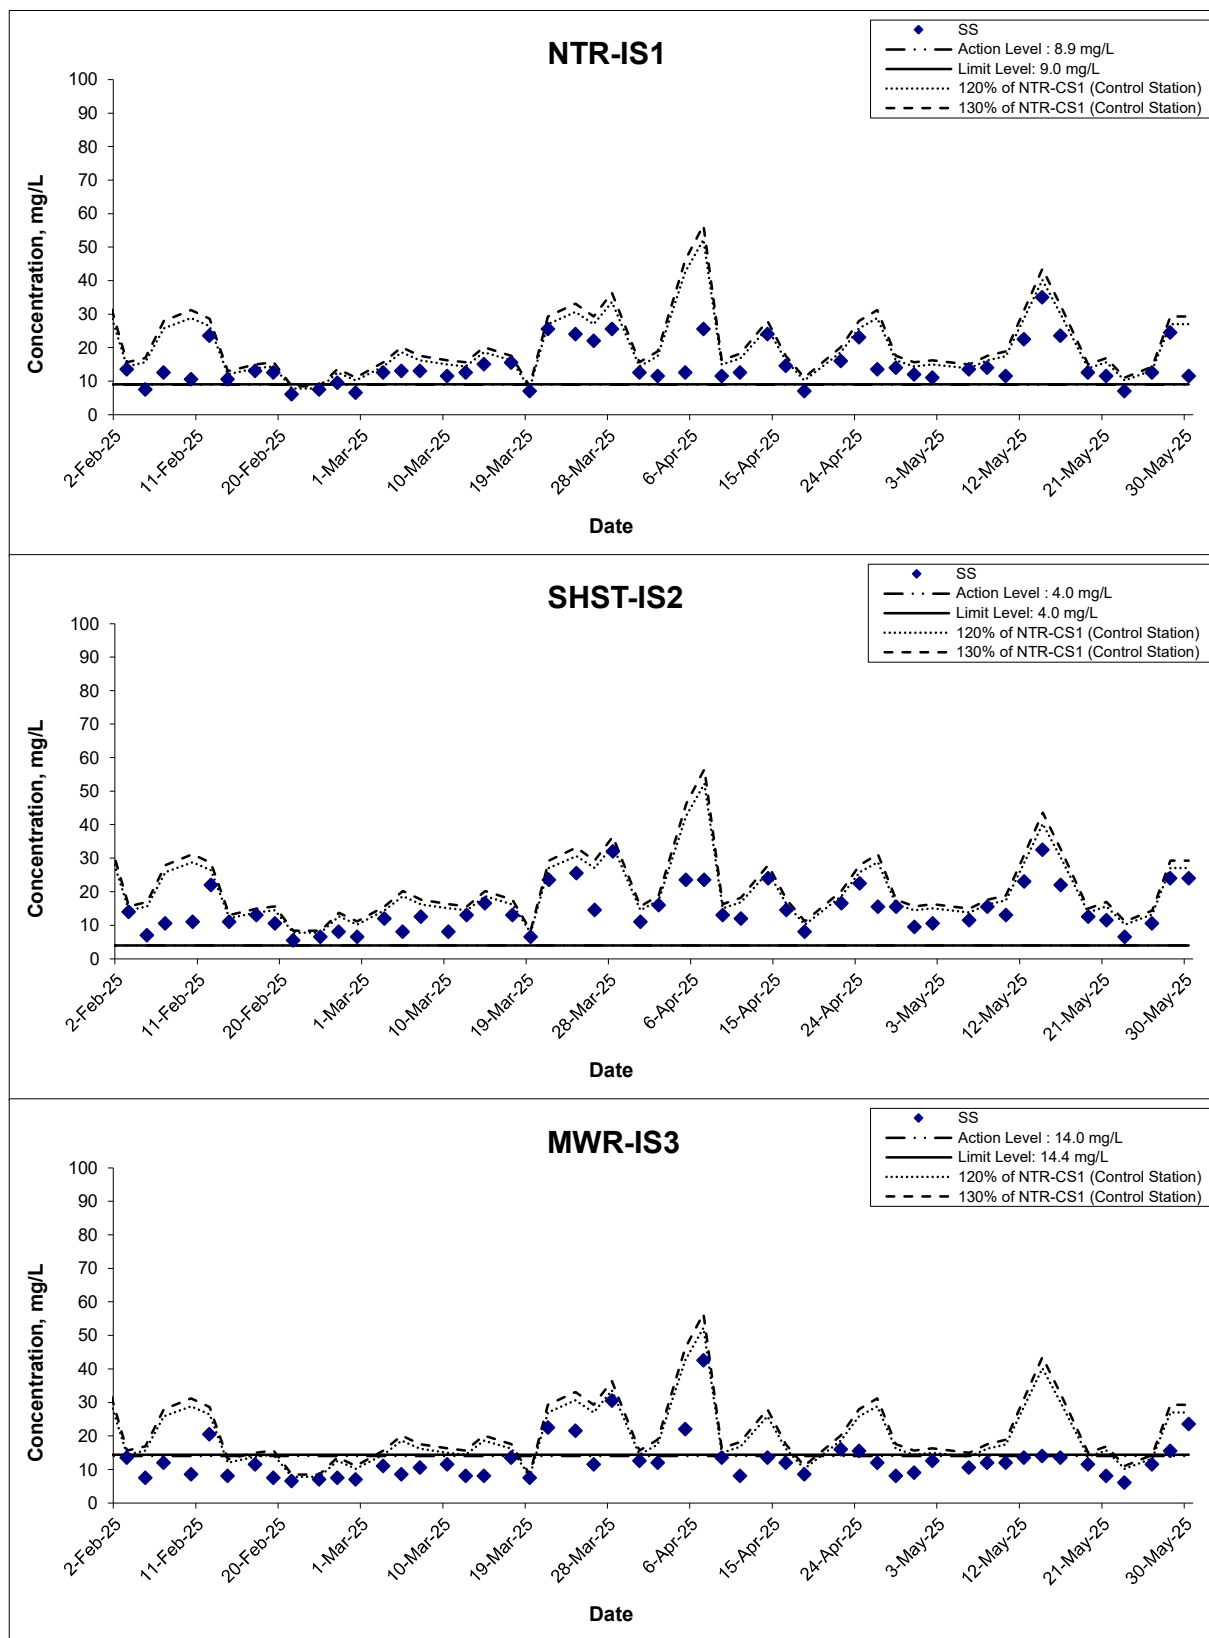 NTR-IS1
SS
Action Level : 8.9 mg/L
Limit Level: 9.0 mg/L
120% of NTR-CS1 (Control Station)
130% of NTR-CS1 (Control Station)
Concentration, mg/L
100
90
80
70
60
50
40
30
20
10
0
2-Feb-25
11-Feb-25
20-Feb-25
1-Mar-25
10-Mar-25
19-Mar-25
28-Mar-25
6-Apr-25
15-Apr-25
24-Apr-25
3-May-25
12-May-25
21-May-25
30-May-25
Date
SHST-IS2
SS
Action Level : 4.0 mg/L
Limit Level: 4.0 mg/L
120% of NTR-CS1 (Control Station)
130% of NTR-CS1 (Control Station)
Concentration, mg/L
100
90
80
70
60
50
40
30
20
10
0
2-Feb-25
11-Feb-25
20-Feb-25
1-Mar-25
10-Mar-25
19-Mar-25
28-Mar-25
6-Apr-25
15-Apr-25
24-Apr-25
3-May-25
12-May-25
21-May-25
30-May-25
Date
MWR-IS3
SS
Action Level : 14.0 mg/L
Limit Level: 14.4 mg/L
120% of NTR-CS1 (Control Station)
130% of NTR-CS1 (Control Station)
Concentration, mg/L
100
90
80
70
60
50
40
30
20
10
0
2-Feb-25
11-Feb-25
20-Feb-25
1-Mar-25
10-Mar-25
19-Mar-25
28-Mar-25
6-Apr-25
15-Apr-25
24-Apr-25
3-May-25
12-May-25
21-May-25
30-May-25
Date